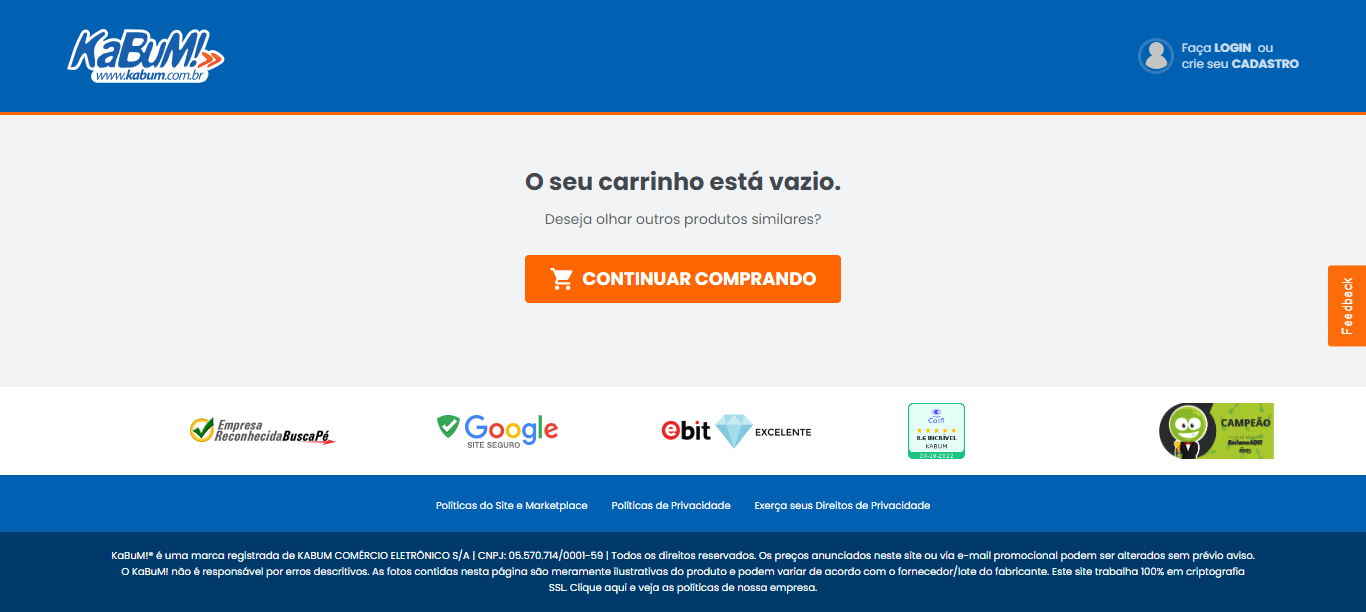 KaBuM!
www.kabum.com.br
Faça LOGIN ou
crie seu CADASTRO
O seu carrinho está vazio.
Deseja olhar outros produtos similares?
CONTINUAR COMPRANDO
Feedback
Empresa
ReconhecidaBuscaPé
Google
SITE SEGURO
ebit EXCELENTE
8.6 INCRÍVEL
KABUM
24-10-2022
CAMPEÃO
ReclameAQUI
Políticas do Site e Marketplace Políticas de Privacidade Exerça seus Direitos de Privacidade
KaBuM!® é uma marca registrada de KABUM COMÉRCIO ELETRÔNICO S/A | CNPJ: 05.570.714/0001-59 | Todos os direitos reservados. Os preços anunciados neste site ou via e-mail promocional podem ser alterados sem prévio aviso.
O KaBuM! não é responsável por erros descritivos. As fotos contidas nesta página são meramente ilustrativas do produto e podem variar de acordo com o fornecedor/lote do fabricante. Este site trabalha 100% em criptografia
SSL. Clique aqui e veja as políticas de nossa empresa.